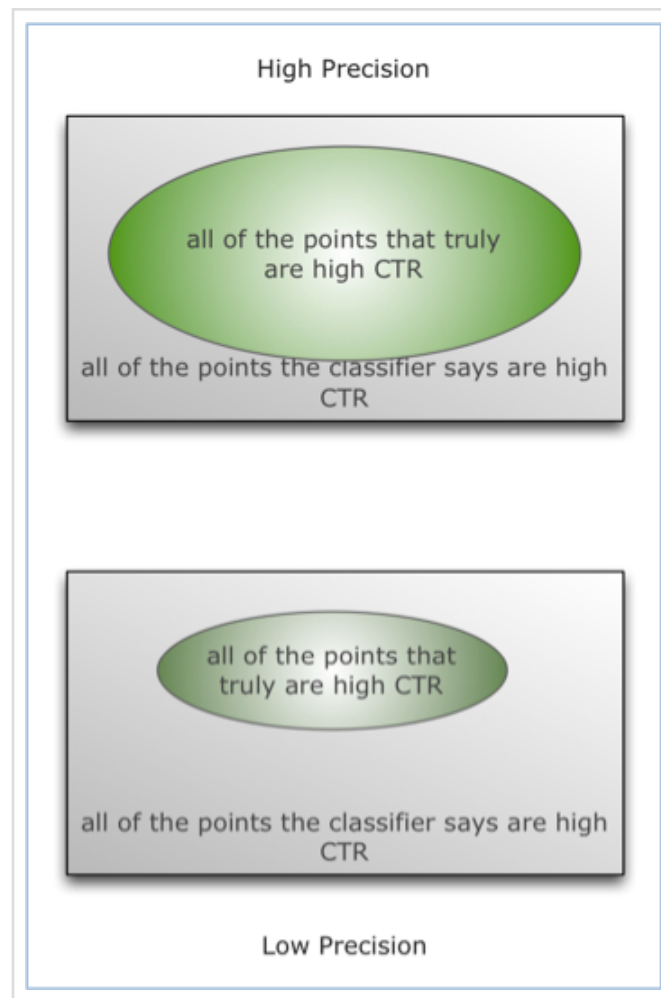 High Precision
all of the points that truly
are high CTR
all of the points the classifier says are high
CTR
all of the points that
truly are high CTR
all of the points the classifier says are high
CTR
Low Precision